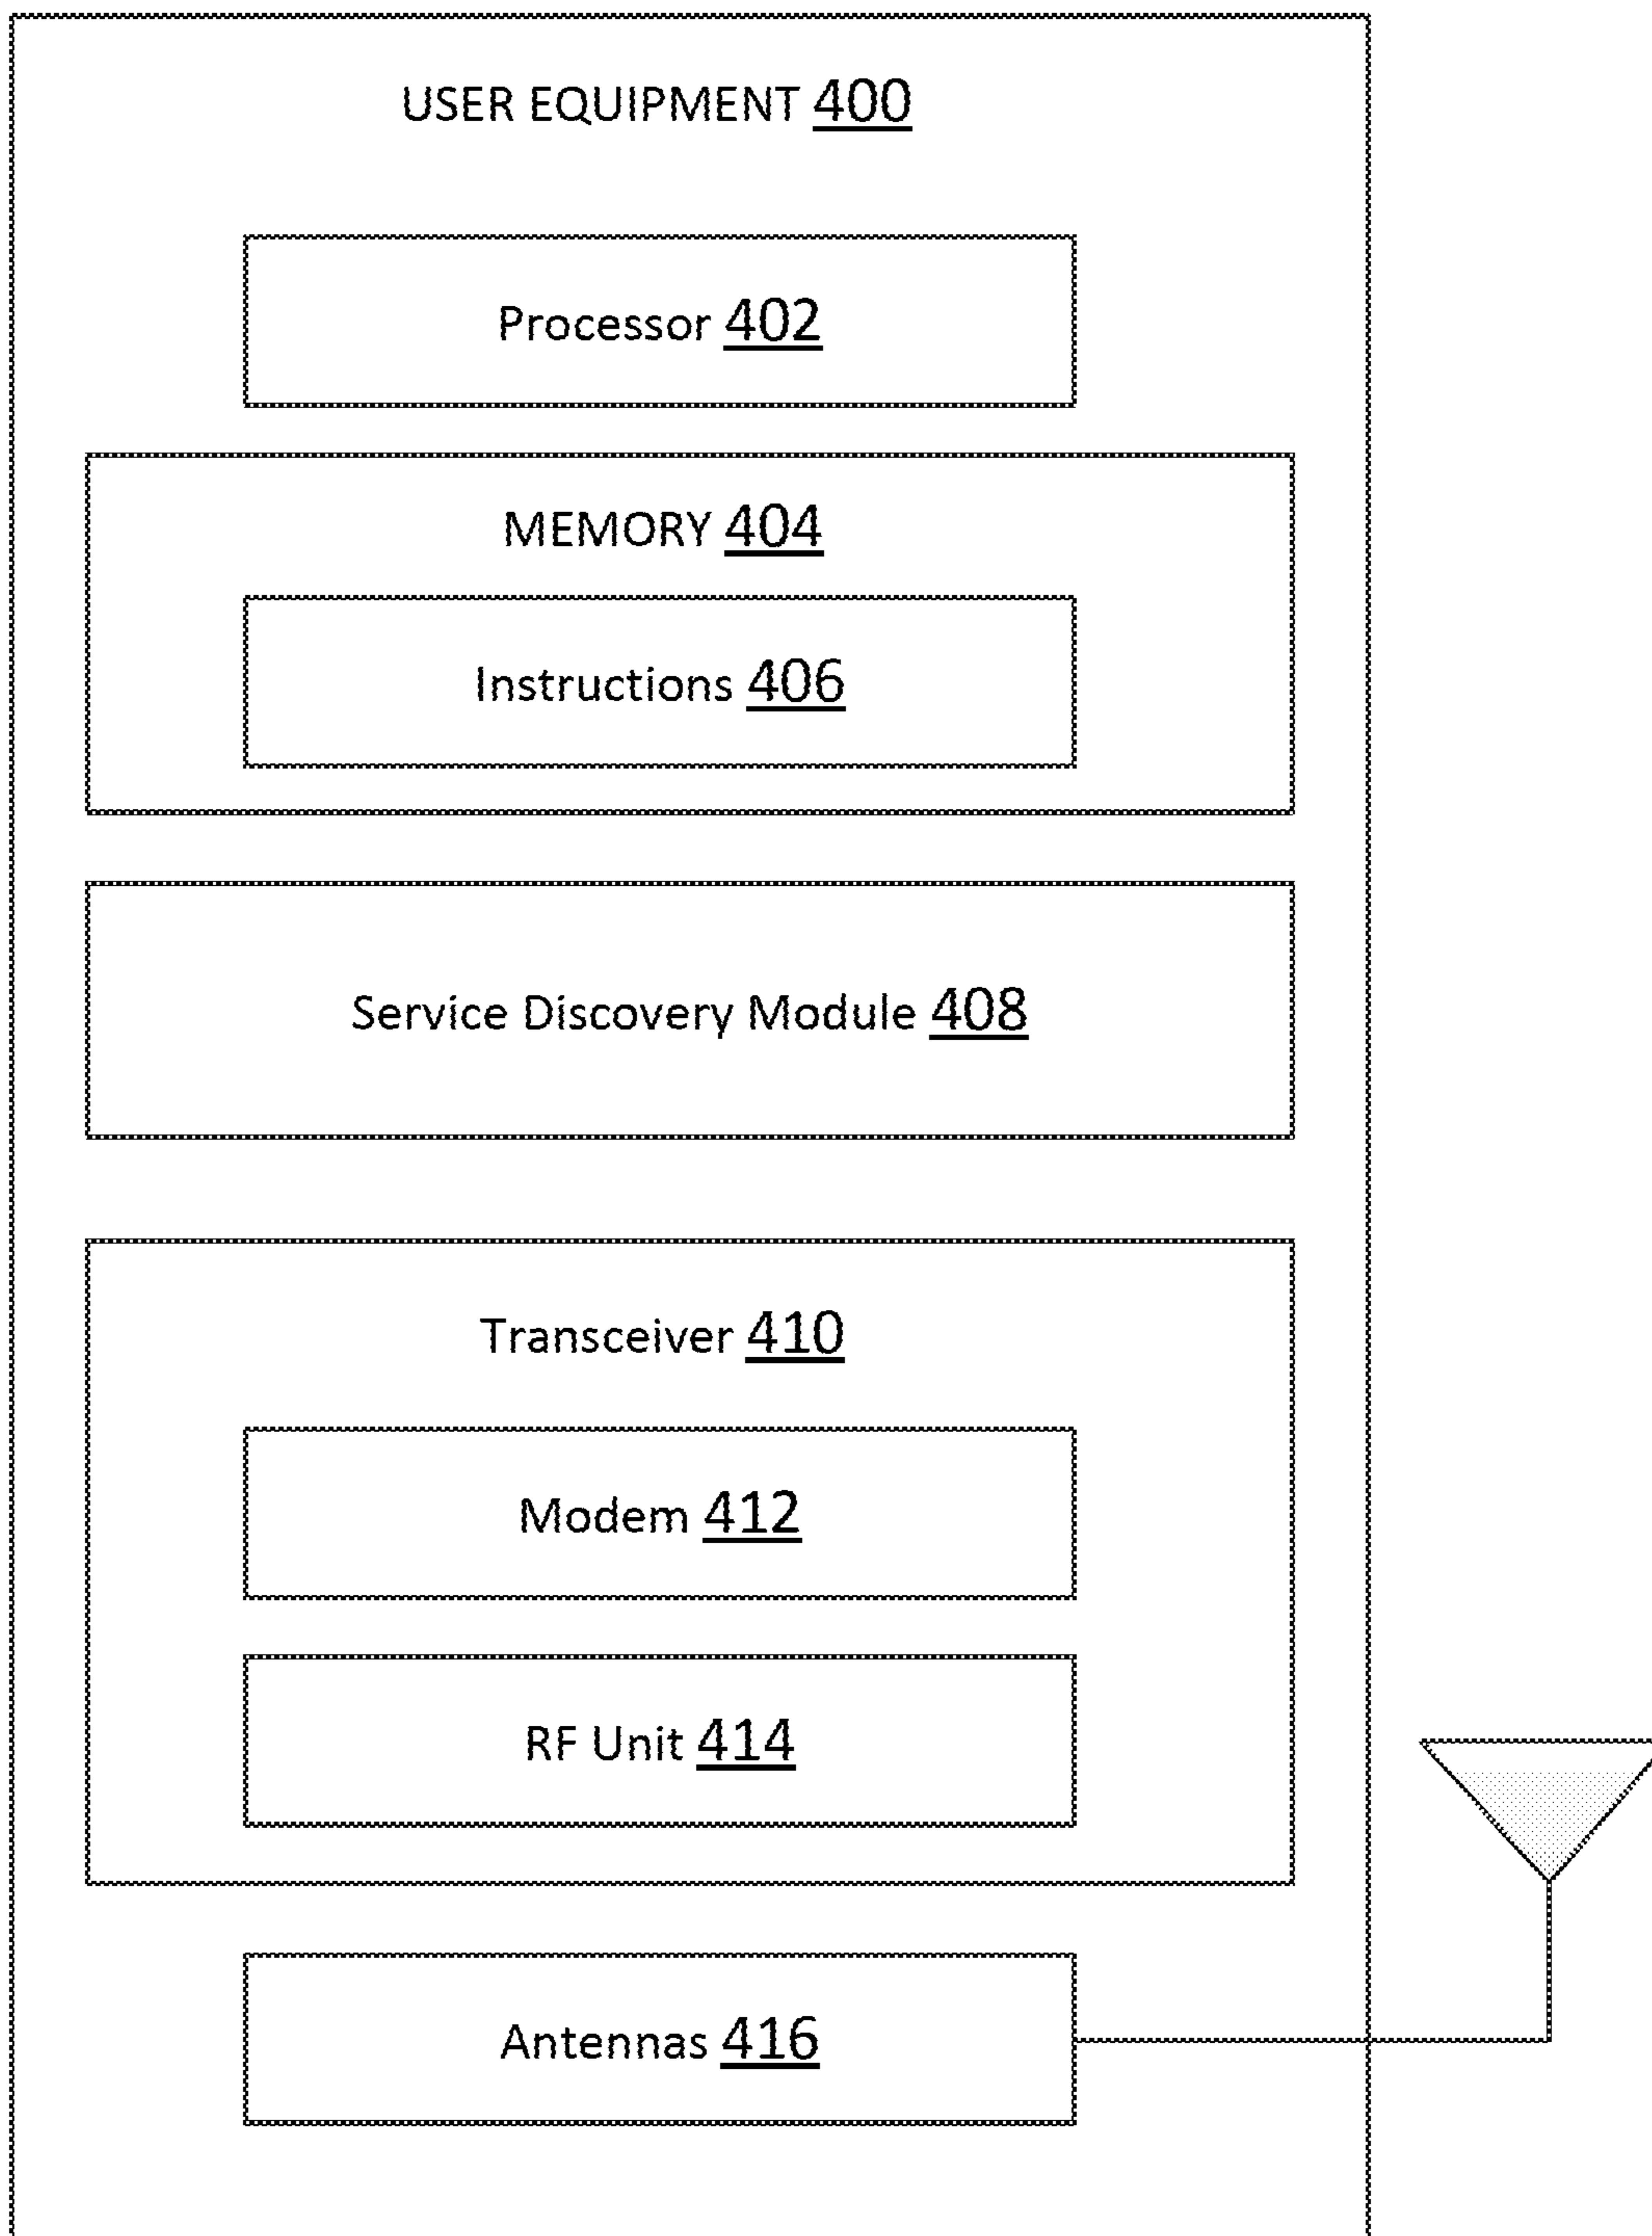 USER EQUIPMENT 400
Processor 402
MEMORY 404
Instructions 406
Service Discovery Module 408
Transceiver 410
Modem 412
RF Unit 414
Antennas 416